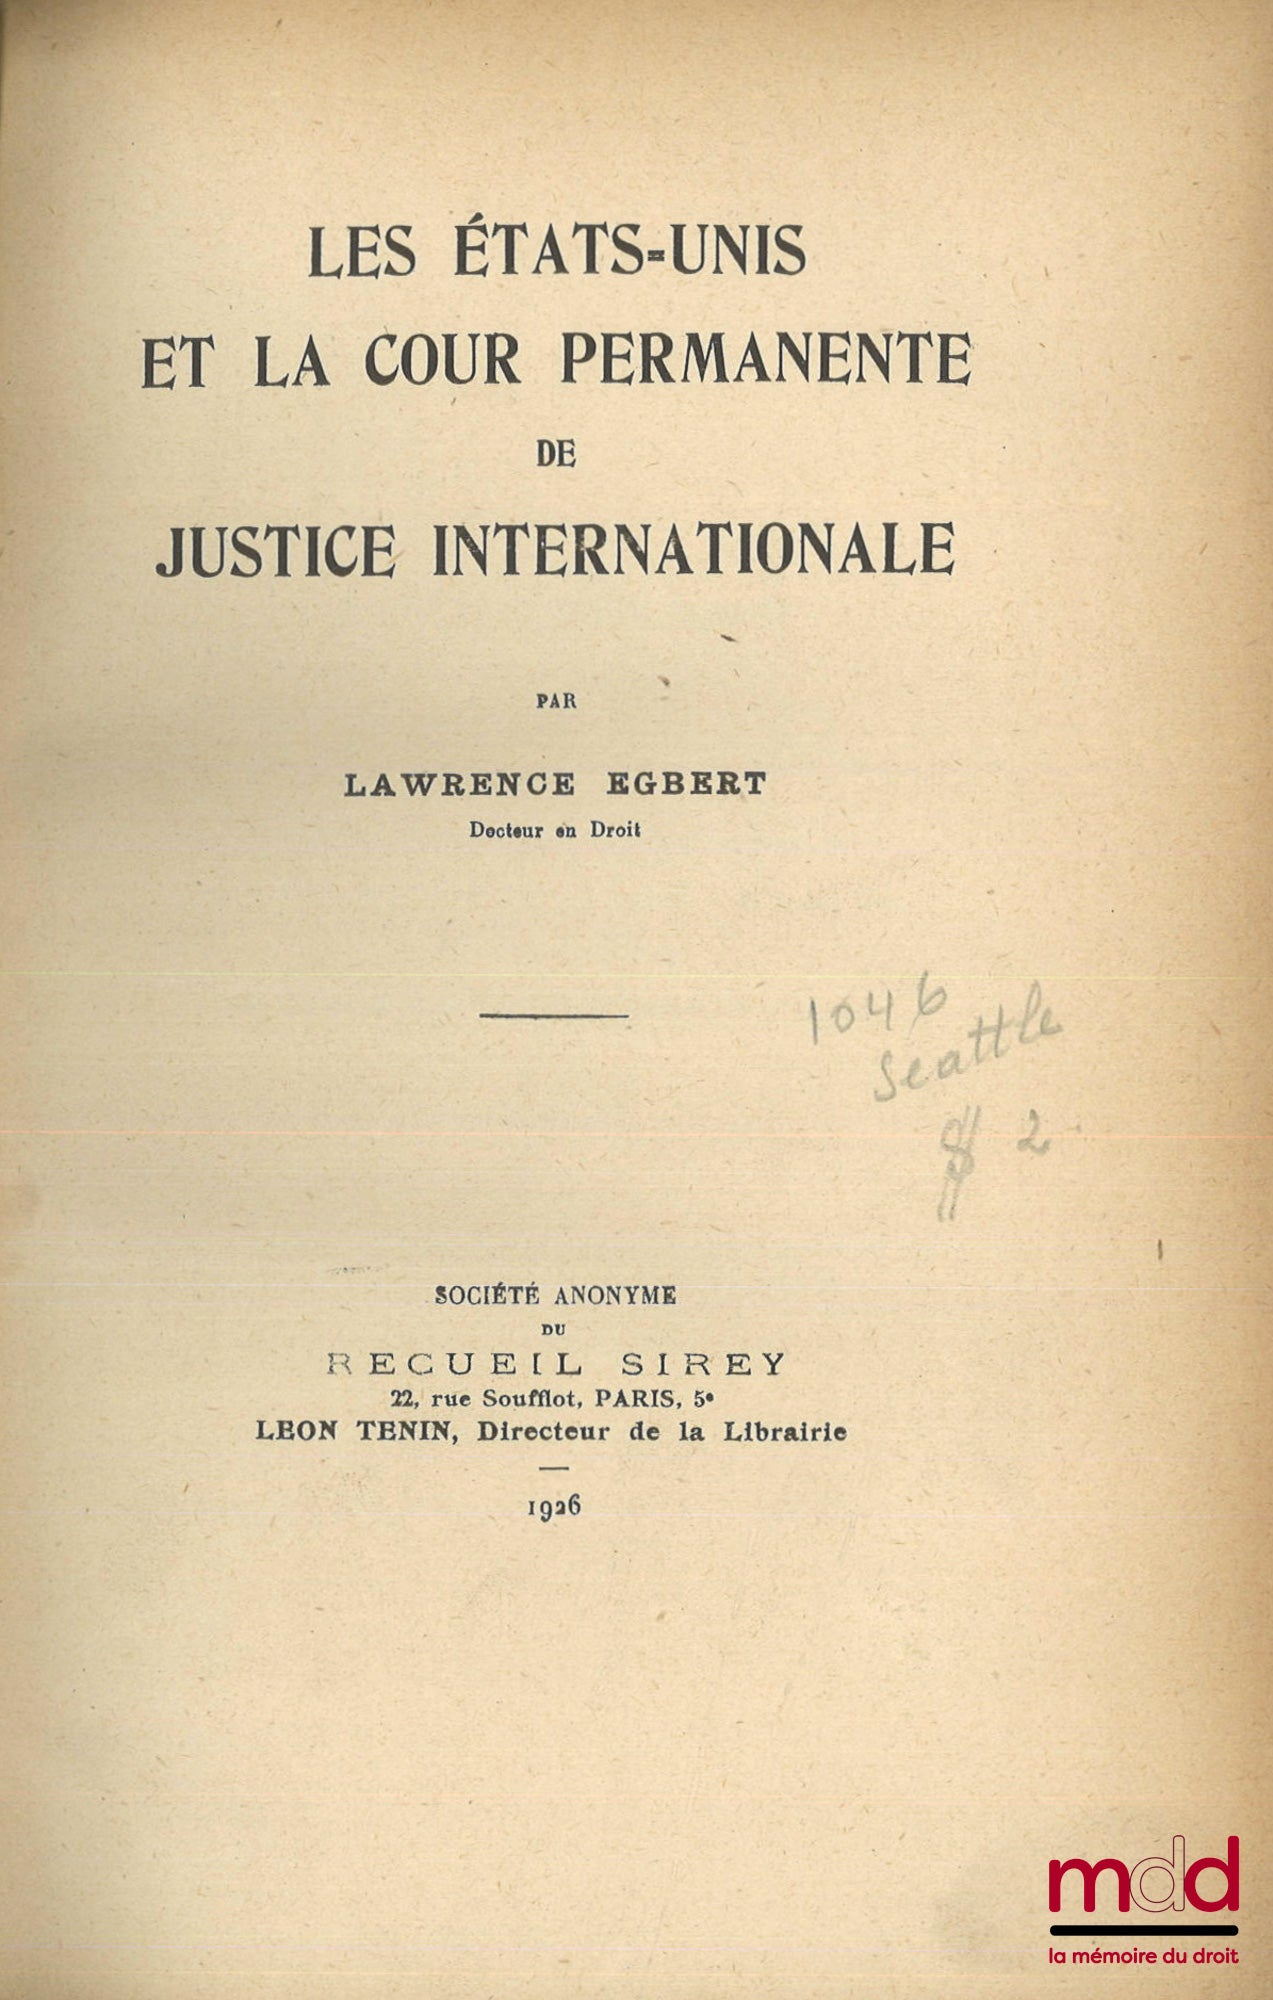 LES ÉTATS-UNIS
ET LA COUR PERMANENTE
DE
JUSTICE INTERNATIONALE
PAR
LAWRENCE EGBERT
Docteur en Droit
1046
Seattle
$ 2
SOCIÉTÉ ANONYME
DU
RECUEIL SIREY
22, rue Soufflot, PARIS, 5e
LEON TENIN, Directeur de la Librairie
1926
mdd
la mémoire du droit